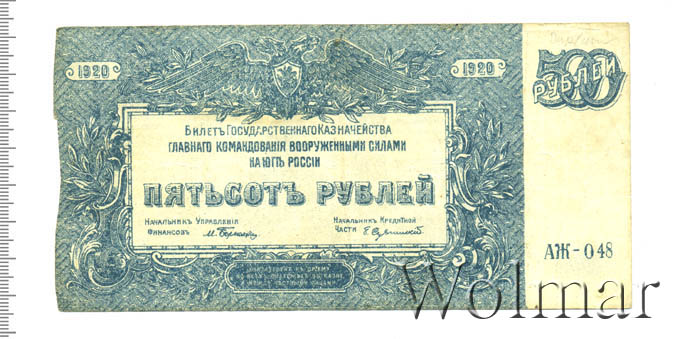 1920
1920
500
РУБЛЕЙ
БИЛЕТЪ ГОСУДАРСТВЕННАГО КАЗНАЧЕЙСТВА
ГЛАВНАГО КОМАНДОВАНІЯ ВООРУЖЕННЫМИ СИЛАМИ
НА ЮГѢ РОССІИ
ПЯТЬСОТЪ РУБЛЕЙ
НАЧАЛЬНИКЪ УПРАВЛЕНІЯ
ФИНАНСОВЪ
НАЧАЛЬНИКЪ КРЕДИТНОЙ
ЧАСТИ
АЖ-048
Wolmar